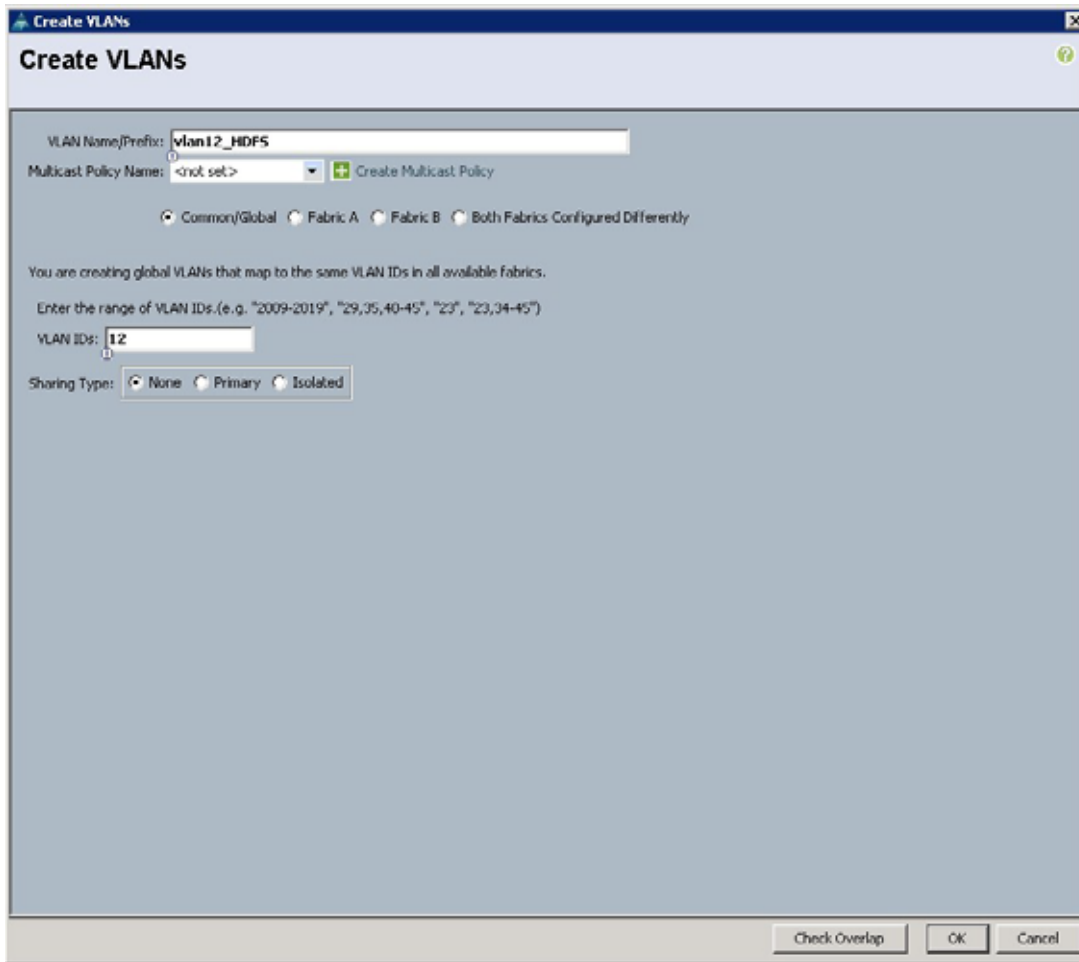 Create VLANs
Create VLANs
VLAN Name/Prefix: vlan12_HDFS
Multicast Policy Name: <not set> Create Multicast Policy
Common/Global Fabric A Fabric B Both Fabrics Configured Differently
You are creating global VLANs that map to the same VLAN IDs in all available fabrics.
Enter the range of VLAN IDs.(e.g. "2009-2019", "29,35,40-45", "23", "23,34-45")
VLAN IDs: 12
Sharing Type: None Primary Isolated
Check Overlap OK Cancel